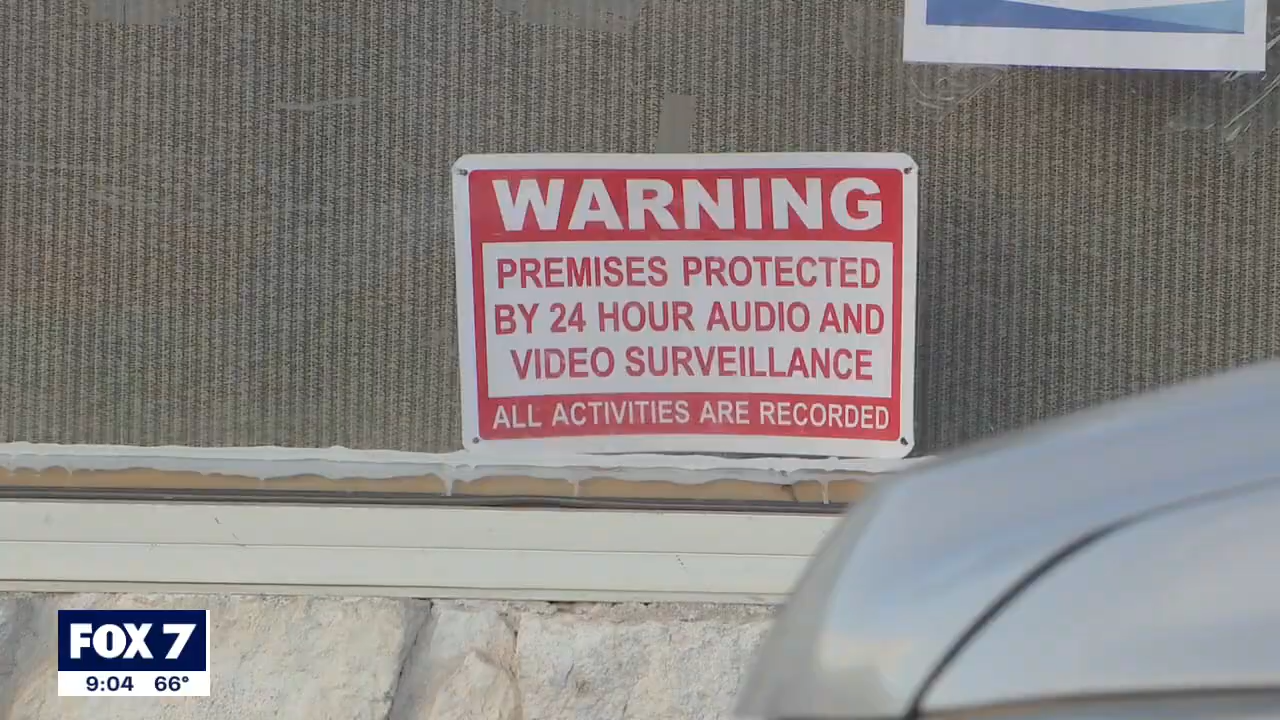 WARNING
PREMISES PROTECTED
BY 24 HOUR AUDIO AND
VIDEO SURVEILLANCE
ALL ACTIVITIES ARE RECORDED
FOX 7
9:04 66°